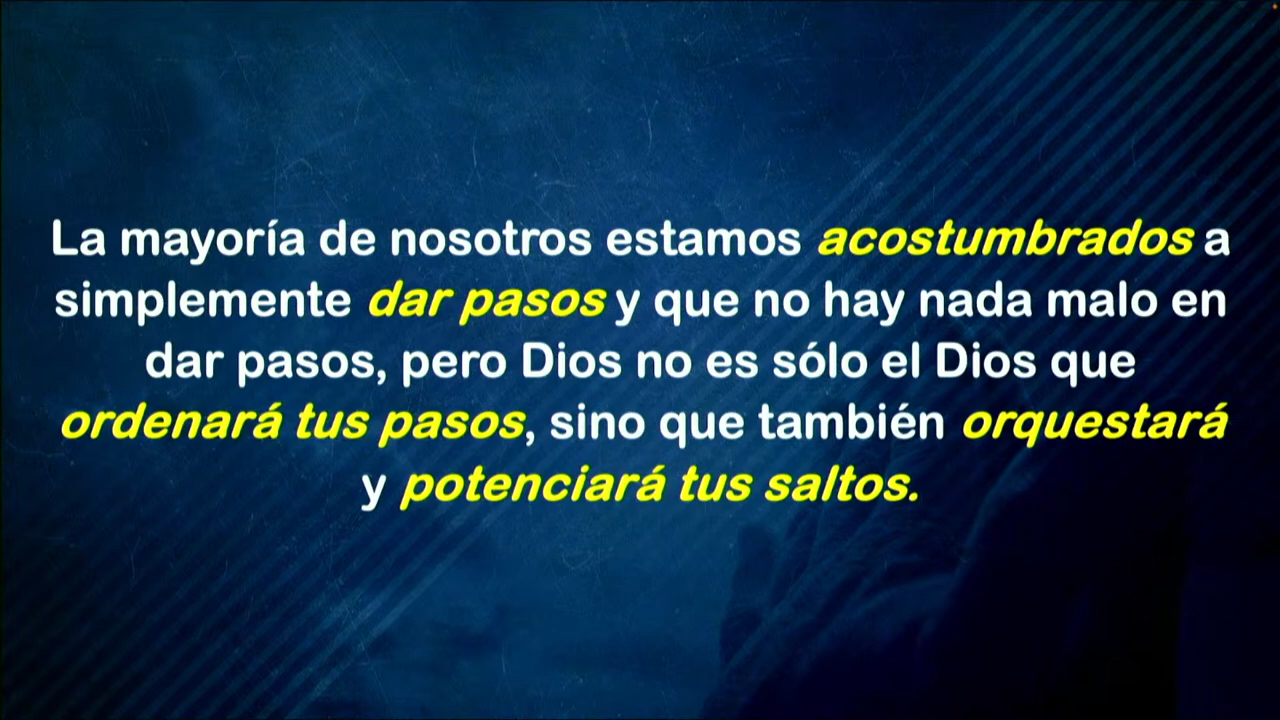 La mayoría de nosotros estamos acostumbrados a
simplemente dar pasos y que no hay nada malo en
dar pasos, pero Dios no es sólo el Dios que
ordenará tus pasos, sino que también orquestará
y potenciará tus saltos.